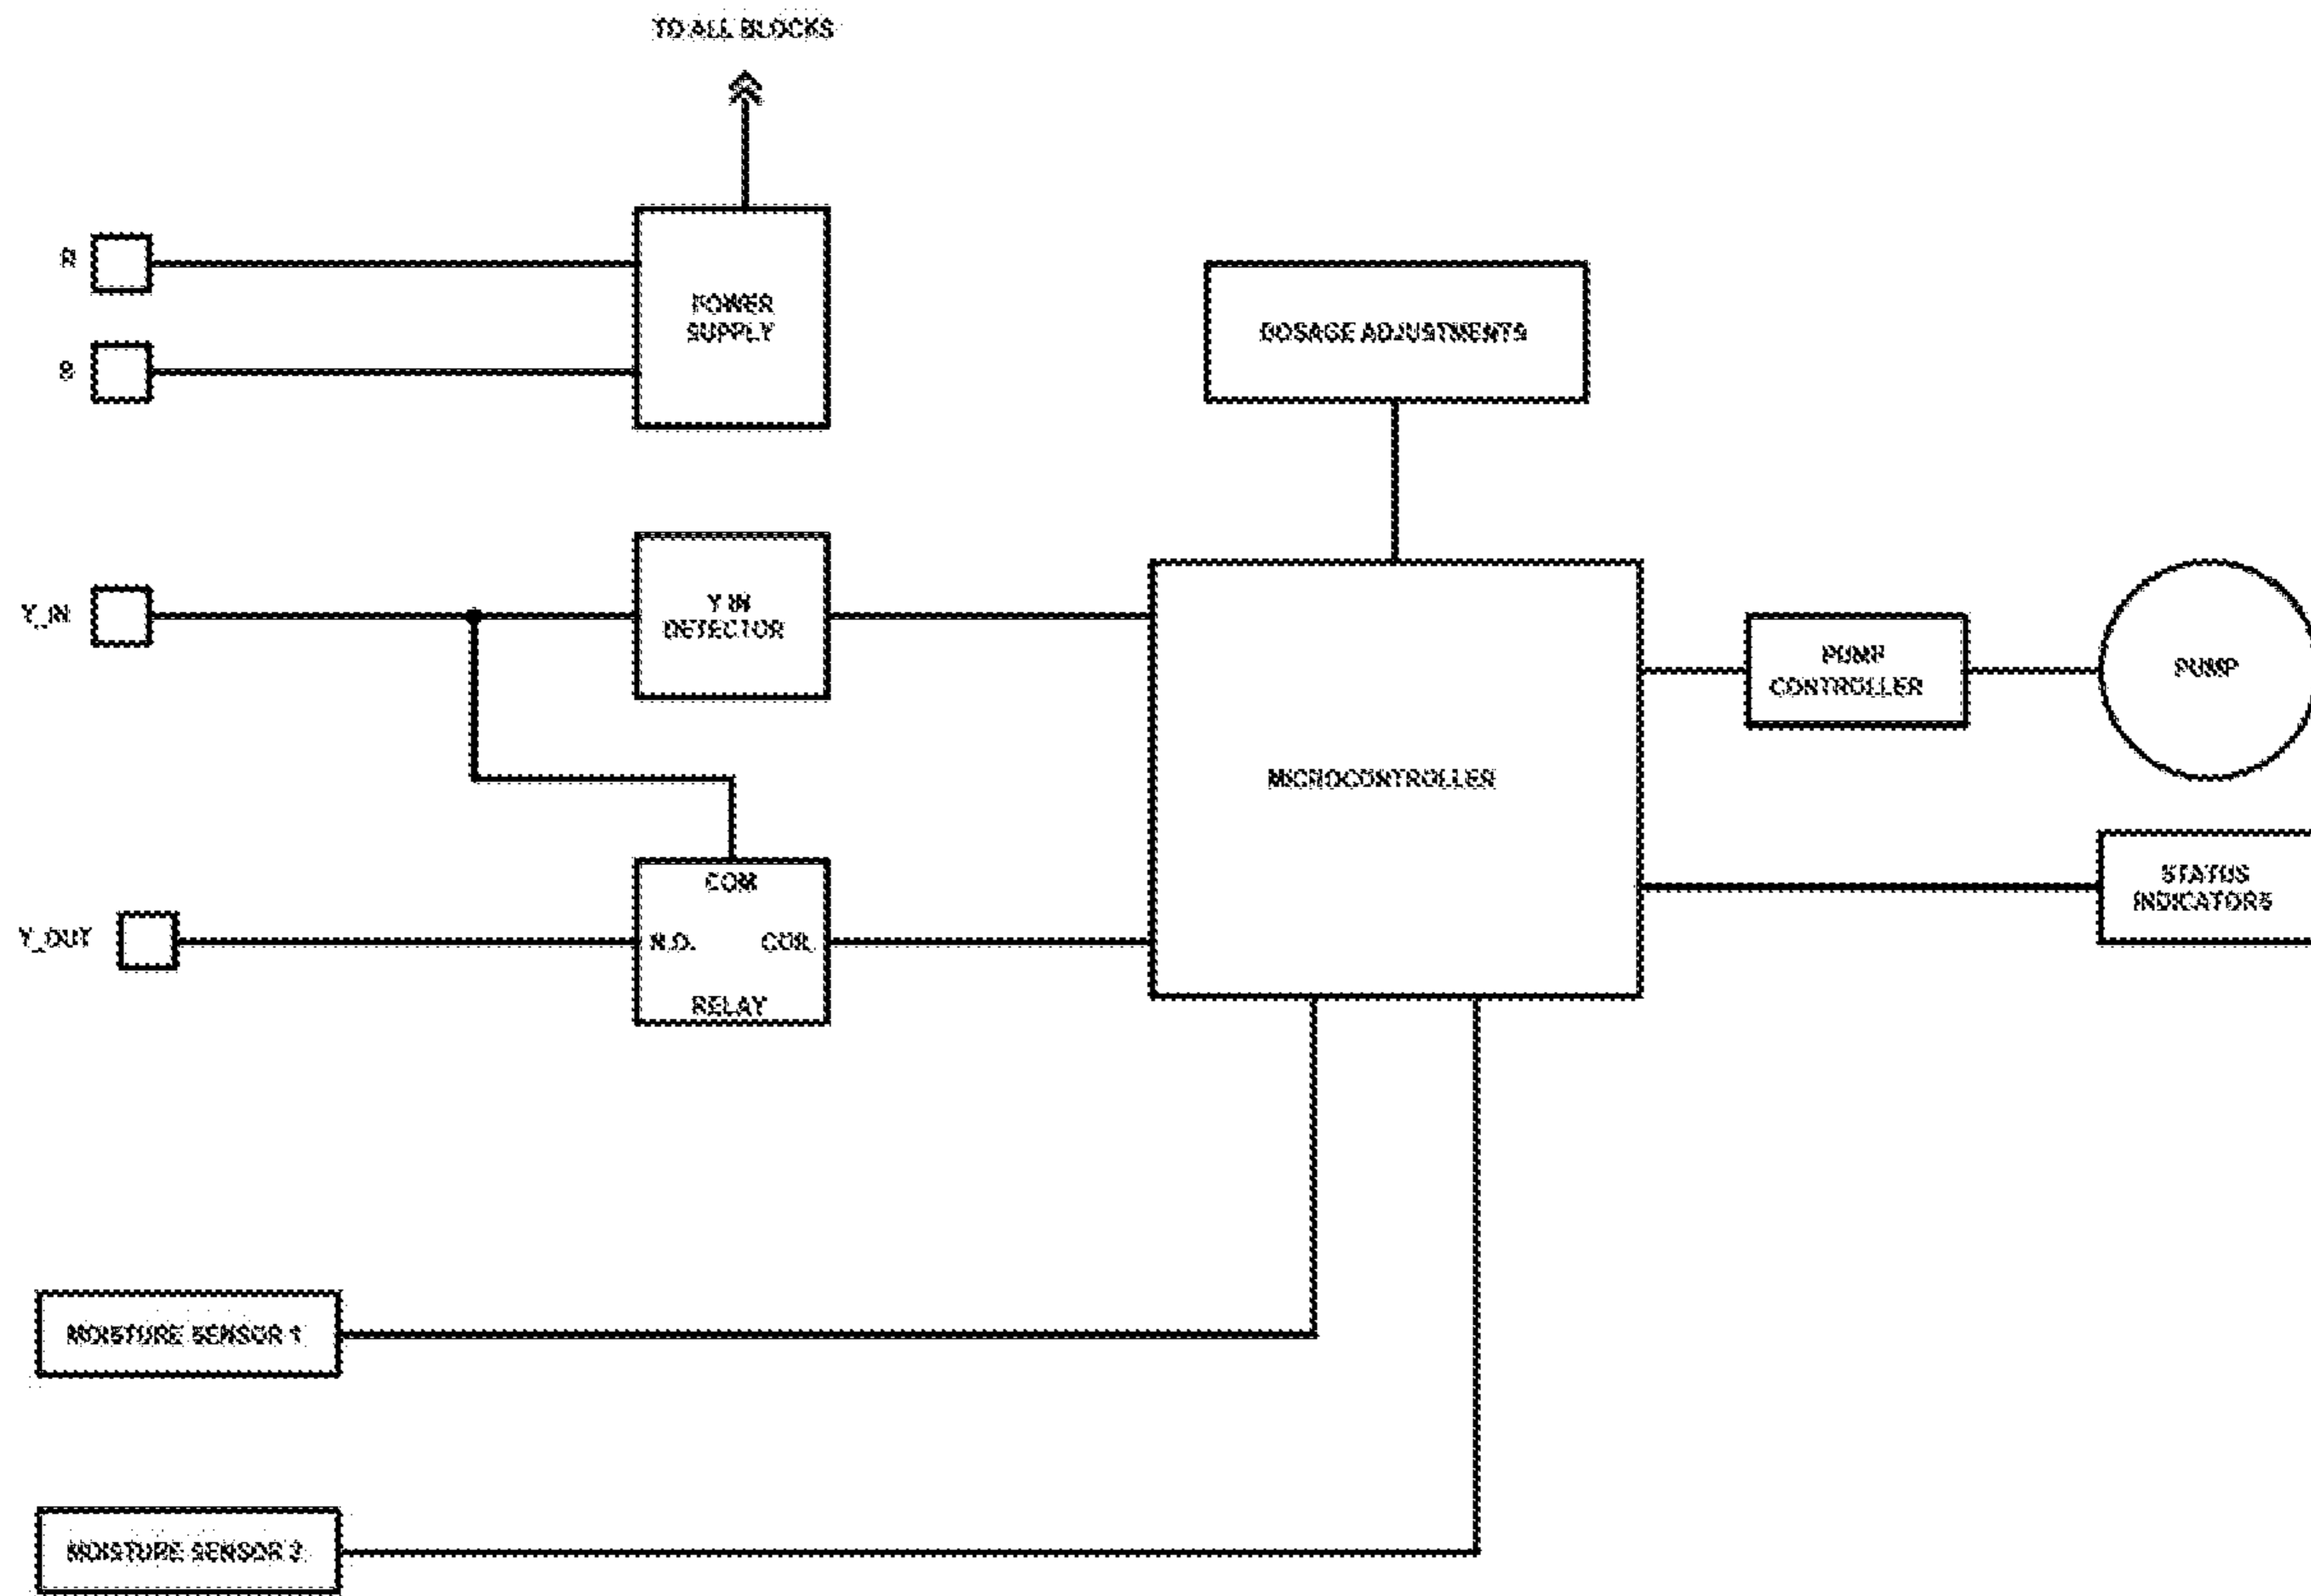 TO ALL BLOCKS
R
POWER
SUPPLY
DOSAGE ADJUSTMENTS
Y_IN
Y IN
DETECTOR
PUMP
CONTROLLER
PUMP
MICROCONTROLLER
COM
STATUS
INDICATORS
Y_OUT
N.O.
RELAY
MOISTURE SENSOR 1
MOISTURE SENSOR 2